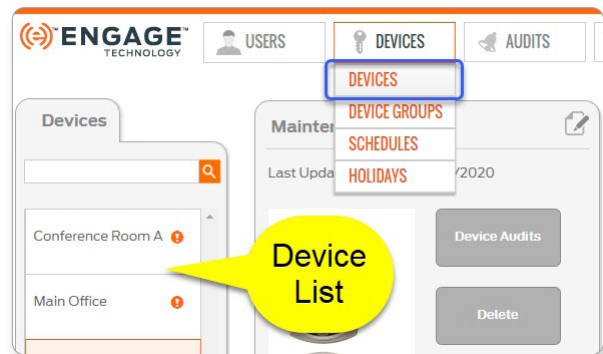 ENGAGE™
TECHNOLOGY
USERS
DEVICES
AUDITS
DEVICES
DEVICE GROUPS
SCHEDULES
HOLIDAYS
Devices
Mainte
Last Upda /2020
Conference Room A
Device Audits
Device
List
Main Office
Delete